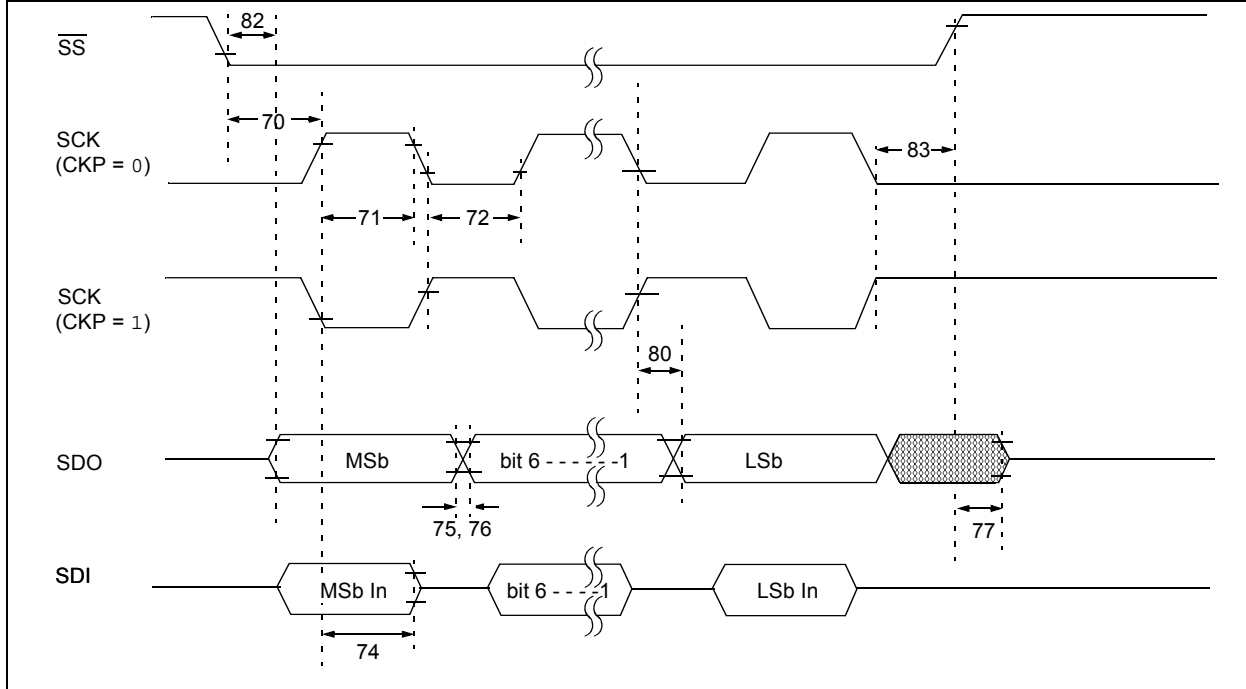 82
SS
70
SCK
(CKP = 0)
83
71
72
SCK
(CKP = 1)
80
SDO
MSb
bit 6 - - - - - -1
LSb
75, 76
77
SDI
MSb In
bit 6 - - - -1
LSb In
74